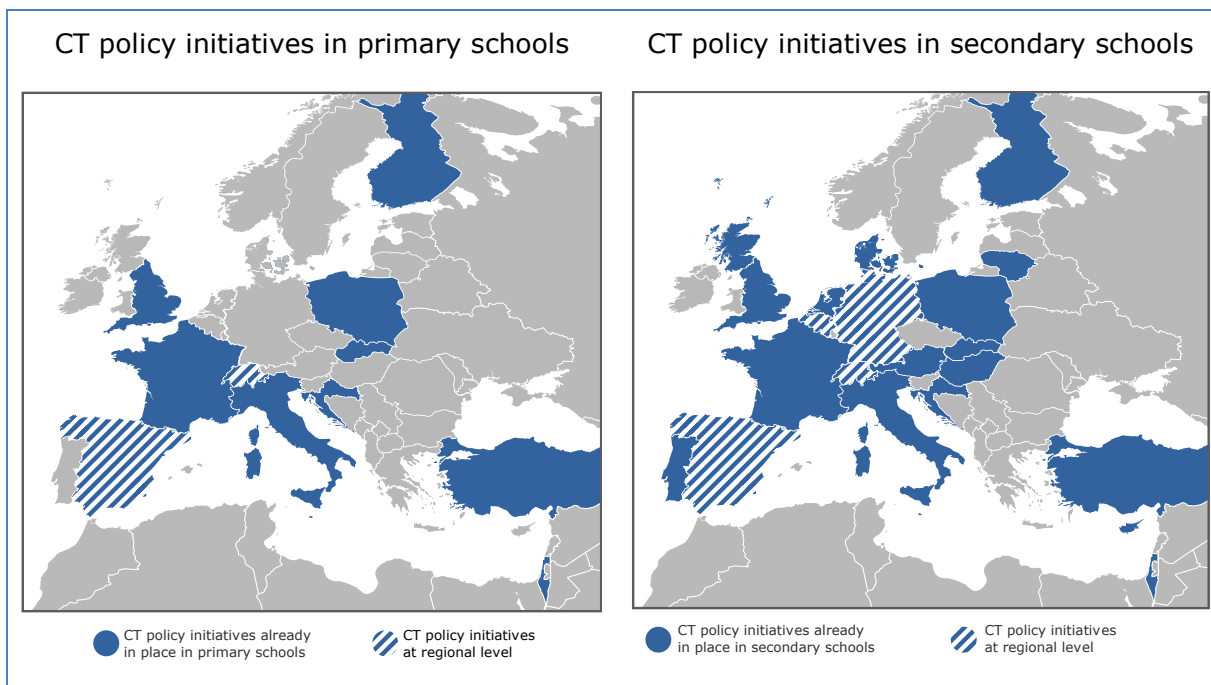 CT policy initiatives in primary schools
CT policy initiatives in secondary schools
CT policy initiatives already
in place in primary schools
CT policy initiatives
at regional level
CT policy initiatives already
in place in secondary schools
CT policy initiatives
at regional level